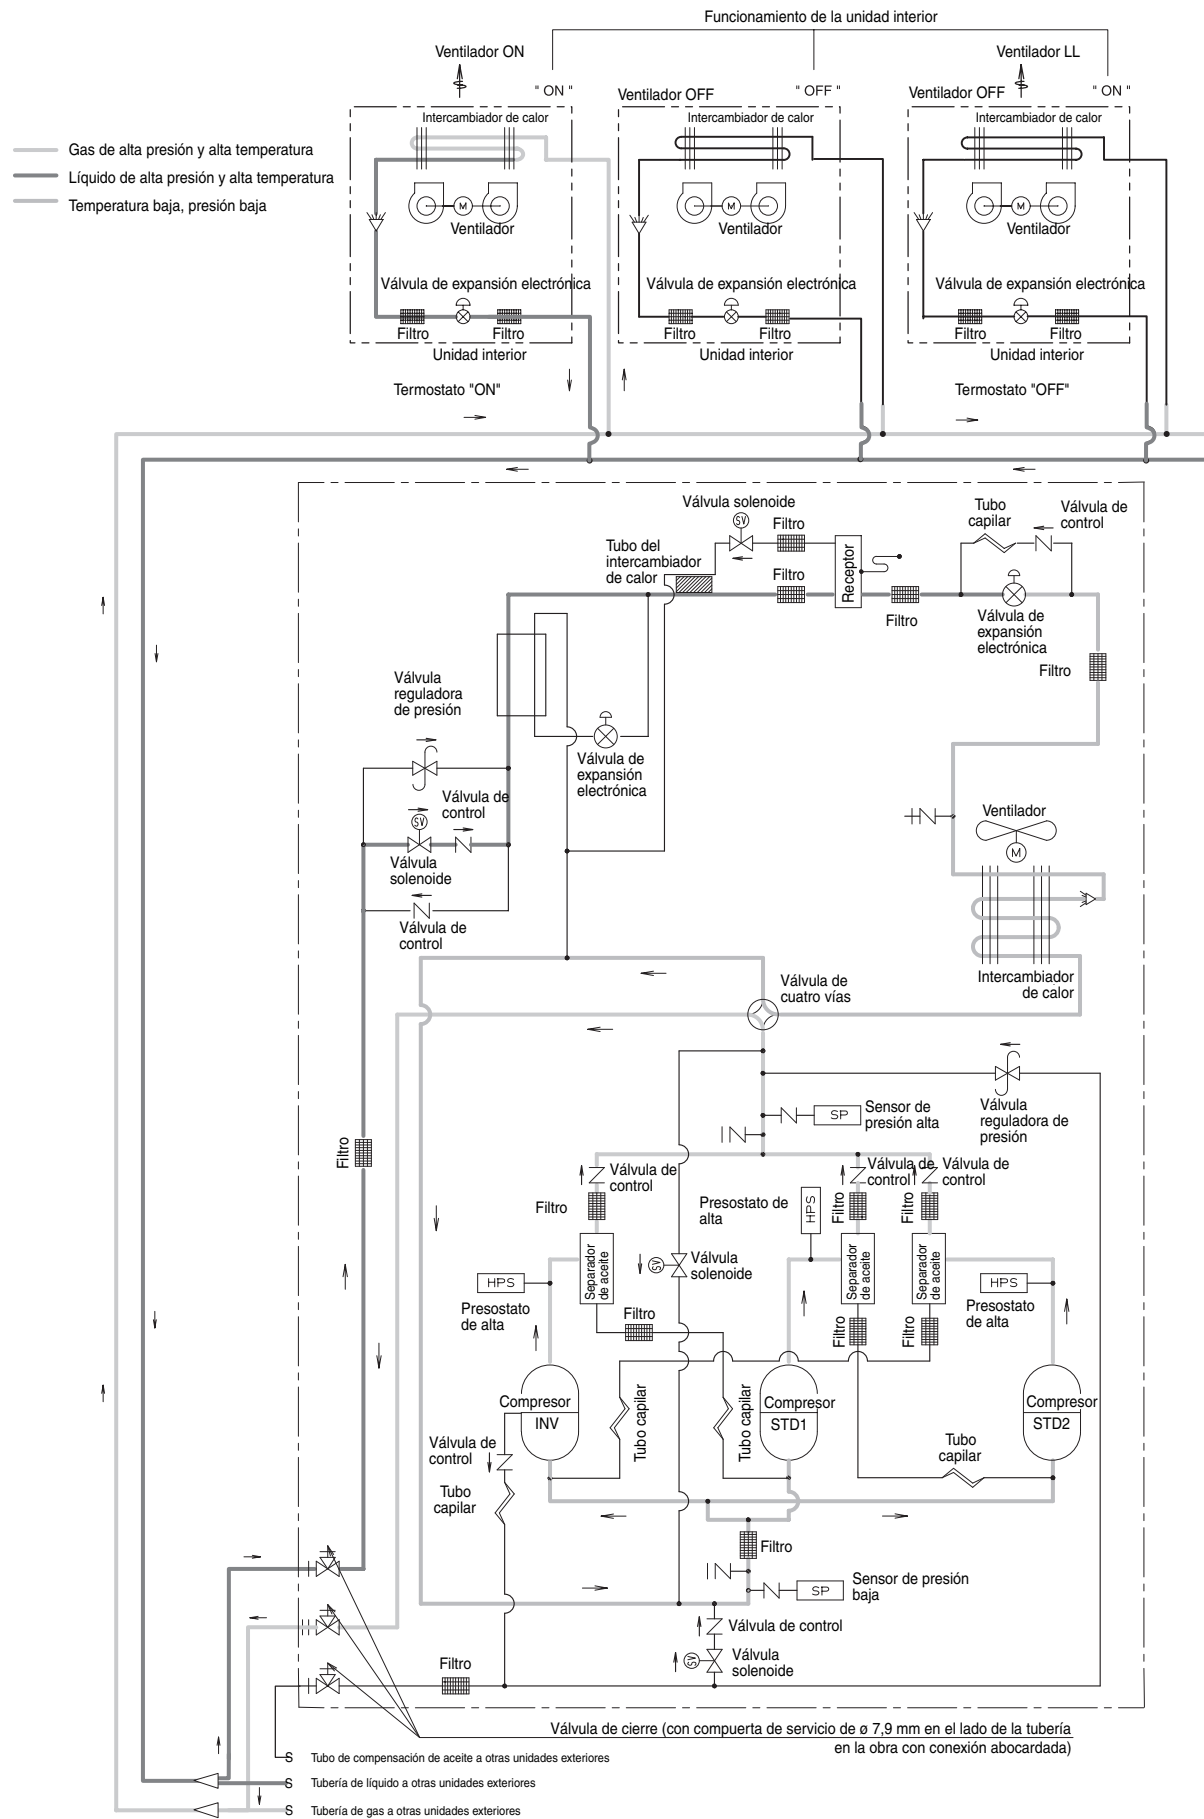 Funcionamiento de la unidad interior
Ventilador ON
Ventilador LL
" ON "
Ventilador OFF
" OFF "
Ventilador OFF
" ON "
Intercambiador de calor
Intercambiador de calor
Intercambiador de calor
Gas de alta presión y alta temperatura
Líquido de alta presión y alta temperatura
Temperatura baja, presión baja
M
M
M
Ventilador
Ventilador
Ventilador
Válvula de expansión electrónica
Válvula de expansión electrónica
Válvula de expansión electrónica
Filtro
Filtro
Filtro
Filtro
Filtro
Filtro
Unidad interior
Unidad interior
Unidad interior
Termostato "ON"
Termostato "OFF"
Válvula solenoide
SV
Filtro
Tubo
capilar
Válvula de
control
Tubo del
intercambiador
de calor
Filtro
Receptor
Filtro
Válvula de
expansión
electrónica
Filtro
Válvula
reguladora
de presión
Válvula de
expansión
electrónica
Válvula de
control
SV
Válvula
solenoide
Ventilador
M
Válvula de
control
Intercambiador
de calor
Válvula de
cuatro vías
Sensor de
presión alta
SP
Válvula
reguladora de
presión
Filtro
Válvula de
control
Válvula de
control
Válvula de
control
Filtro
Presostato de
alta
HPS
Filtro
Filtro
Separador
de aceite
SV
Válvula
solenoide
Separador
de aceite
Separador
de aceite
HPS
Presostato
de alta
HPS
Presostato
de alta
Filtro
Filtro
Filtro
Compresor
INV
Tubo capilar
Tubo capilar
Compresor
STD1
Compresor
STD2
Válvula de
control
Tubo
capilar
Tubo
capilar
Filtro
Sensor de presión
baja
SP
Válvula de control
SV
Válvula
solenoide
Filtro
Válvula de cierre (con compuerta de servicio de ø 7,9 mm en el lado de la tubería
en la obra con conexión abocardada)
Tubo de compensación de aceite a otras unidades exteriores
Tubería de líquido a otras unidades exteriores
Tubería de gas a otras unidades exteriores